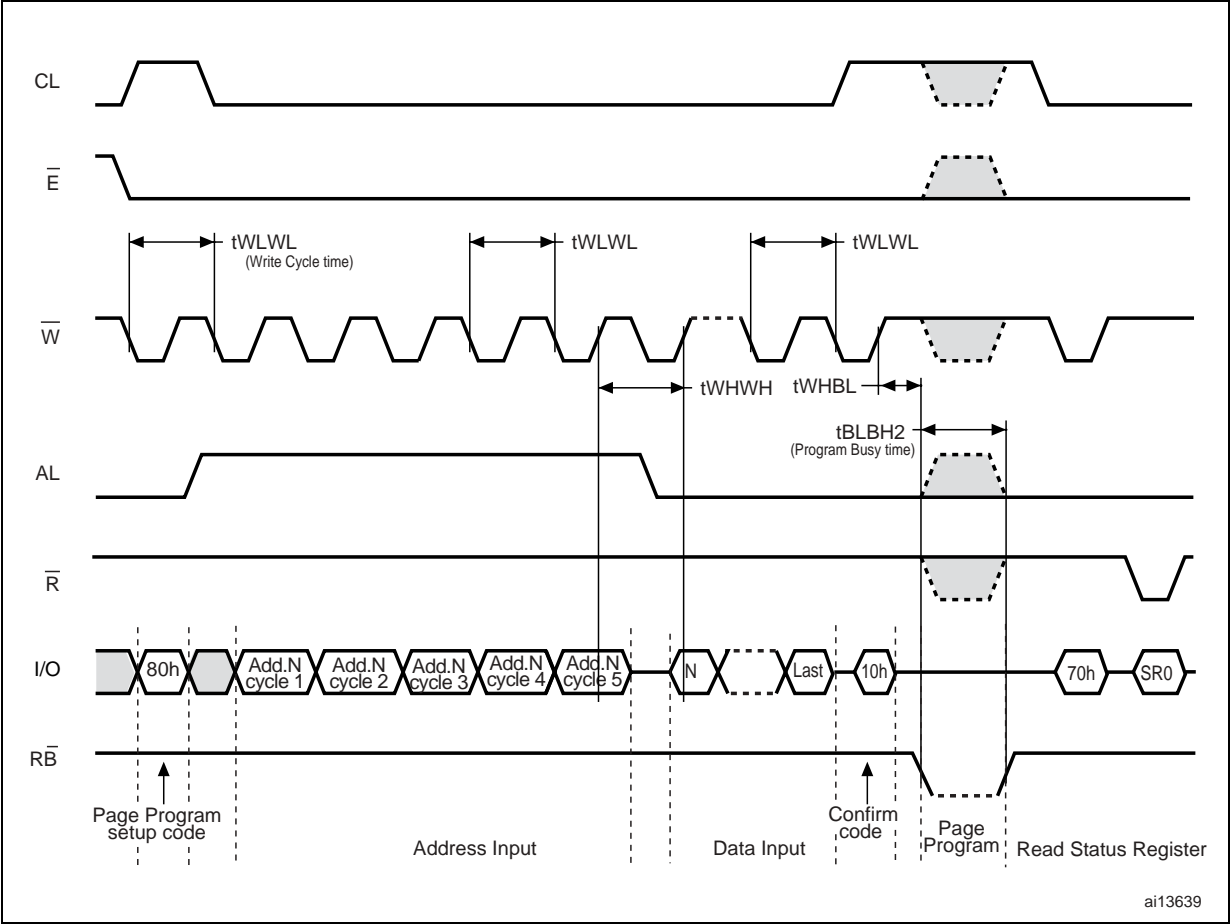 CL
E̅
tWLWL
(Write Cycle time)
tWLWL
tWLWL
W̅
tWHWH
tWHBL
tBLBH2
(Program Busy time)
AL
R̅
I/O
80h
Add.N
cycle 1
Add.N
cycle 2
Add.N
cycle 3
Add.N
cycle 4
Add.N
cycle 5
N
Last
10h
70h
SR0
RB̅
Page Program
setup code
Address Input
Data Input
Confirm
code
Page
Program
Read Status Register
ai13639